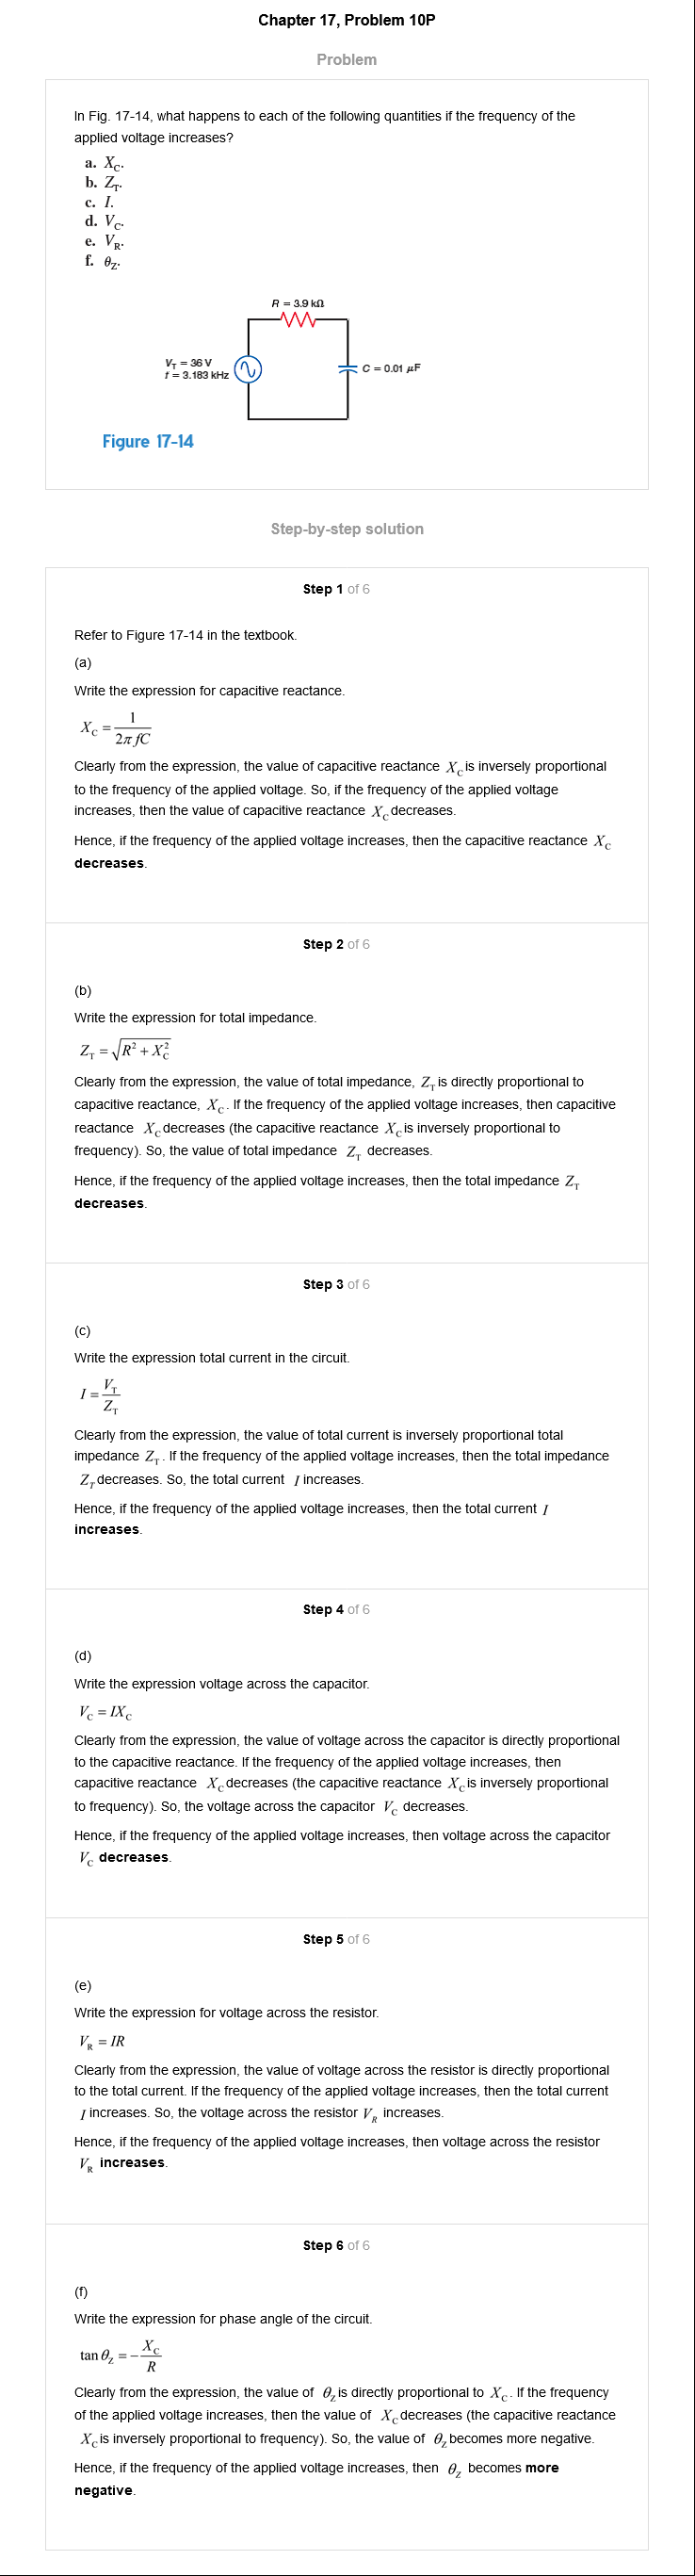 Chapter 17, Problem 10P
Problem
In Fig. 17-14, what happens to each of the following quantities if the frequency of the
applied voltage increases?
a. X_C.
b. Z_T.
c. I.
d. V_C.
e. V_R.
f. θ_Z.
R = 3.9 kΩ
V_T = 36 V
f = 3.183 kHz
C = 0.01 μF
Figure 17-14
Step-by-step solution
Step 1 of 6
Refer to Figure 17-14 in the textbook.
(a)
Write the expression for capacitive reactance.
X_C = 1 / 2π fC
Clearly from the expression, the value of capacitive reactance X_C is inversely proportional
to the frequency of the applied voltage. So, if the frequency of the applied voltage
increases, then the value of capacitive reactance X_C decreases.
Hence, if the frequency of the applied voltage increases, then the capacitive reactance X_C
decreases.
Step 2 of 6
(b)
Write the expression for total impedance.
Z_T = √(R² + X_C²)
Clearly from the expression, the value of total impedance, Z_T is directly proportional to
capacitive reactance, X_C. If the frequency of the applied voltage increases, then capacitive
reactance X_C decreases (the capacitive reactance X_C is inversely proportional to
frequency). So, the value of total impedance Z_T decreases.
Hence, if the frequency of the applied voltage increases, then the total impedance Z_T
decreases.
Step 3 of 6
(c)
Write the expression total current in the circuit.
I = V_T / Z_T
Clearly from the expression, the value of total current is inversely proportional total
impedance Z_T. If the frequency of the applied voltage increases, then the total impedance
Z_T decreases. So, the total current I increases.
Hence, if the frequency of the applied voltage increases, then the total current I
increases.
Step 4 of 6
(d)
Write the expression voltage across the capacitor.
V_C = IX_C
Clearly from the expression, the value of voltage across the capacitor is directly proportional
to the capacitive reactance. If the frequency of the applied voltage increases, then
capacitive reactance X_C decreases (the capacitive reactance X_C is inversely proportional
to frequency). So, the voltage across the capacitor V_C decreases.
Hence, if the frequency of the applied voltage increases, then voltage across the capacitor
V_C decreases.
Step 5 of 6
(e)
Write the expression for voltage across the resistor.
V_R = IR
Clearly from the expression, the value of voltage across the resistor is directly proportional
to the total current. If the frequency of the applied voltage increases, then the total current
I increases. So, the voltage across the resistor V_R increases.
Hence, if the frequency of the applied voltage increases, then voltage across the resistor
V_R increases.
Step 6 of 6
(f)
Write the expression for phase angle of the circuit.
tan θ_Z = − X_C / R
Clearly from the expression, the value of θ_Z is directly proportional to X_C. If the frequency
of the applied voltage increases, then the value of X_C decreases (the capacitive reactance
X_C is inversely proportional to frequency). So, the value of θ_Z becomes more negative.
Hence, if the frequency of the applied voltage increases, then θ_Z becomes more
negative.